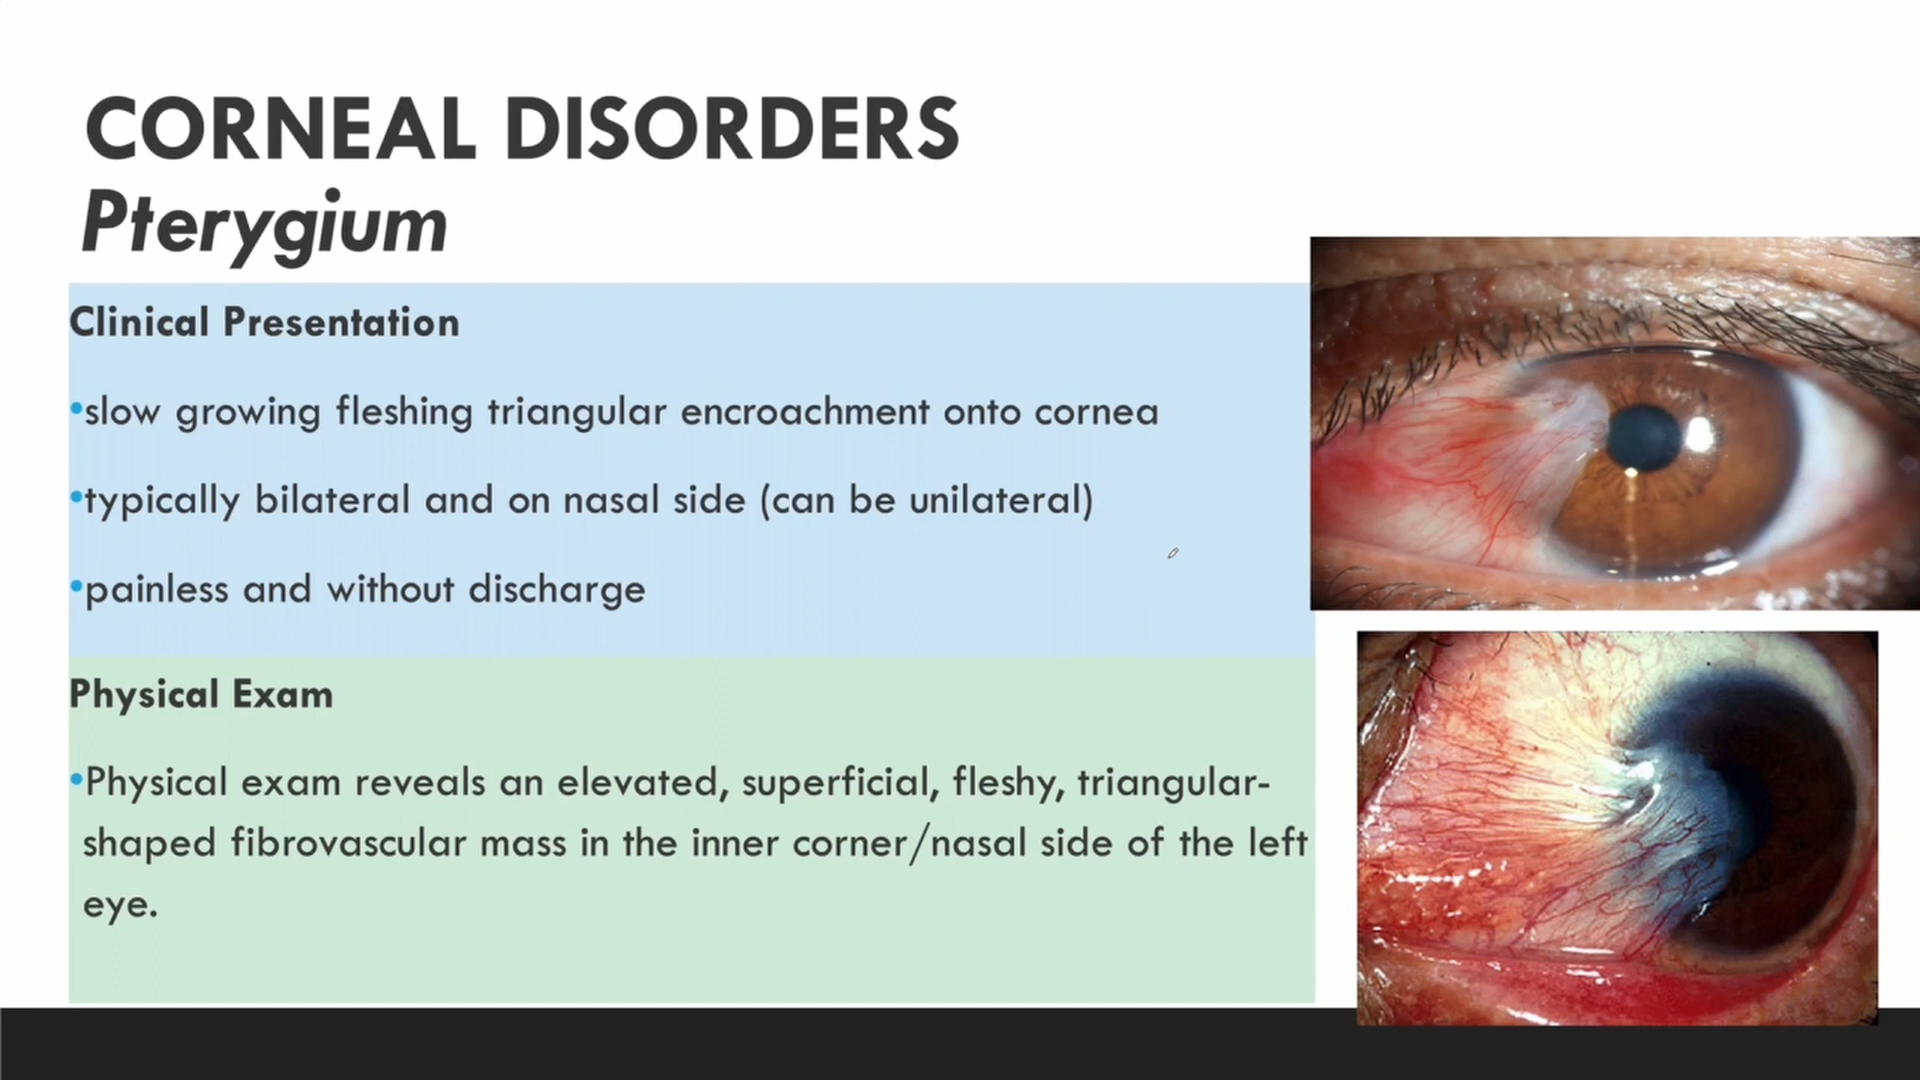 CORNEAL DISORDERS
Pterygium
Clinical Presentation
•slow growing fleshing triangular encroachment onto cornea
•typically bilateral and on nasal side (can be unilateral)
•painless and without discharge
Physical Exam
•Physical exam reveals an elevated, superficial, fleshy, triangular-
shaped fibrovascular mass in the inner corner/nasal side of the left
eye.